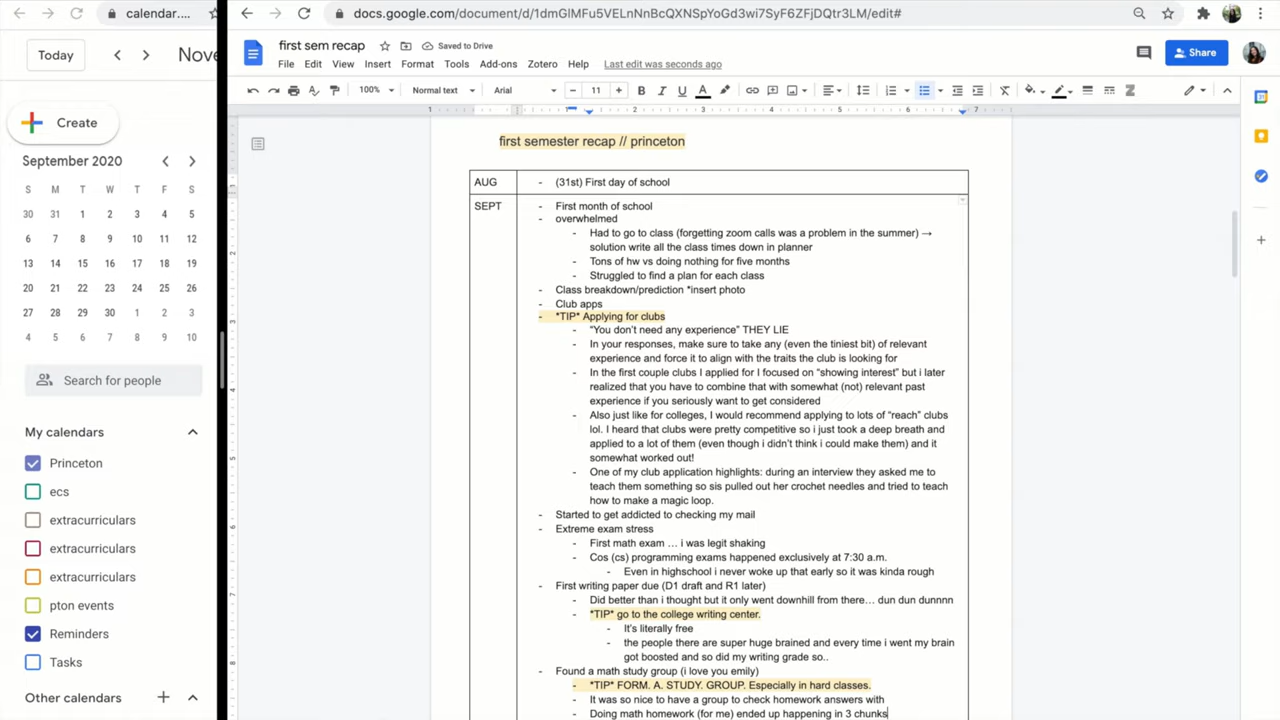 calendar....
docs.google.com/document/d/1dmGlMFu5VELnNnBcQXNSpYoGd3wi7SyF6ZFjDQtr3LM/edit#
Today
Nove
first sem recap
Saved to Drive
File Edit View Insert Format Tools Add-ons Zotero Help Last edit was seconds ago
Share
100% Normal text Arial 11 B I U A
1 1 2 3 4 5 6 7
Create
September 2020
S M T W T F S
30 31 1 2 3 4 5
6 7 8 9 10 11 12
13 14 15 16 17 18 19
20 21 22 23 24 25 26
27 28 29 30 1 2 3
4 5 6 7 8 9 10
Search for people
My calendars
Princeton
ecs
extracurriculars
extracurriculars
extracurriculars
pton events
Reminders
Tasks
Other calendars
first semester recap // princeton
AUG
- (31st) First day of school
SEPT
- First month of school
- overwhelmed
- Had to go to class (forgetting zoom calls was a problem in the summer) →
solution write all the class times down in planner
- Tons of hw vs doing nothing for five months
- Struggled to find a plan for each class
- Class breakdown/prediction *insert photo
- Club apps
- *TIP* Applying for clubs
- “You don’t need any experience” THEY LIE
- In your responses, make sure to take any (even the tiniest bit) of relevant
experience and force it to align with the traits the club is looking for
- In the first couple clubs I applied for I focused on “showing interest” but i later
realized that you have to combine that with somewhat (not) relevant past
experience if you seriously want to get considered
- Also just like for colleges, I would recommend applying to lots of “reach” clubs
lol. I heard that clubs were pretty competitive so i just took a deep breath and
applied to a lot of them (even though i didn’t think i could make them) and it
somewhat worked out!
- One of my club application highlights: during an interview they asked me to
teach them something so sis pulled out her crochet needles and tried to teach
how to make a magic loop.
- Started to get addicted to checking my mail
- Extreme exam stress
- First math exam … i was legit shaking
- Cos (cs) programming exams happened exclusively at 7:30 a.m.
- Even in highschool i never woke up that early so it was kinda rough
- First writing paper due (D1 draft and R1 later)
- Did better than i thought but it only went downhill from there… dun dun dunnnn
- *TIP* go to the college writing center.
- It’s literally free
- the people there are super huge brained and every time i went my brain
got boosted and so did my writing grade so..
- Found a math study group (i love you emily)
- *TIP* FORM. A. STUDY. GROUP. Especially in hard classes.
- It was so nice to have a group to check homework answers with
- Doing math homework (for me) ended up happening in 3 chunks